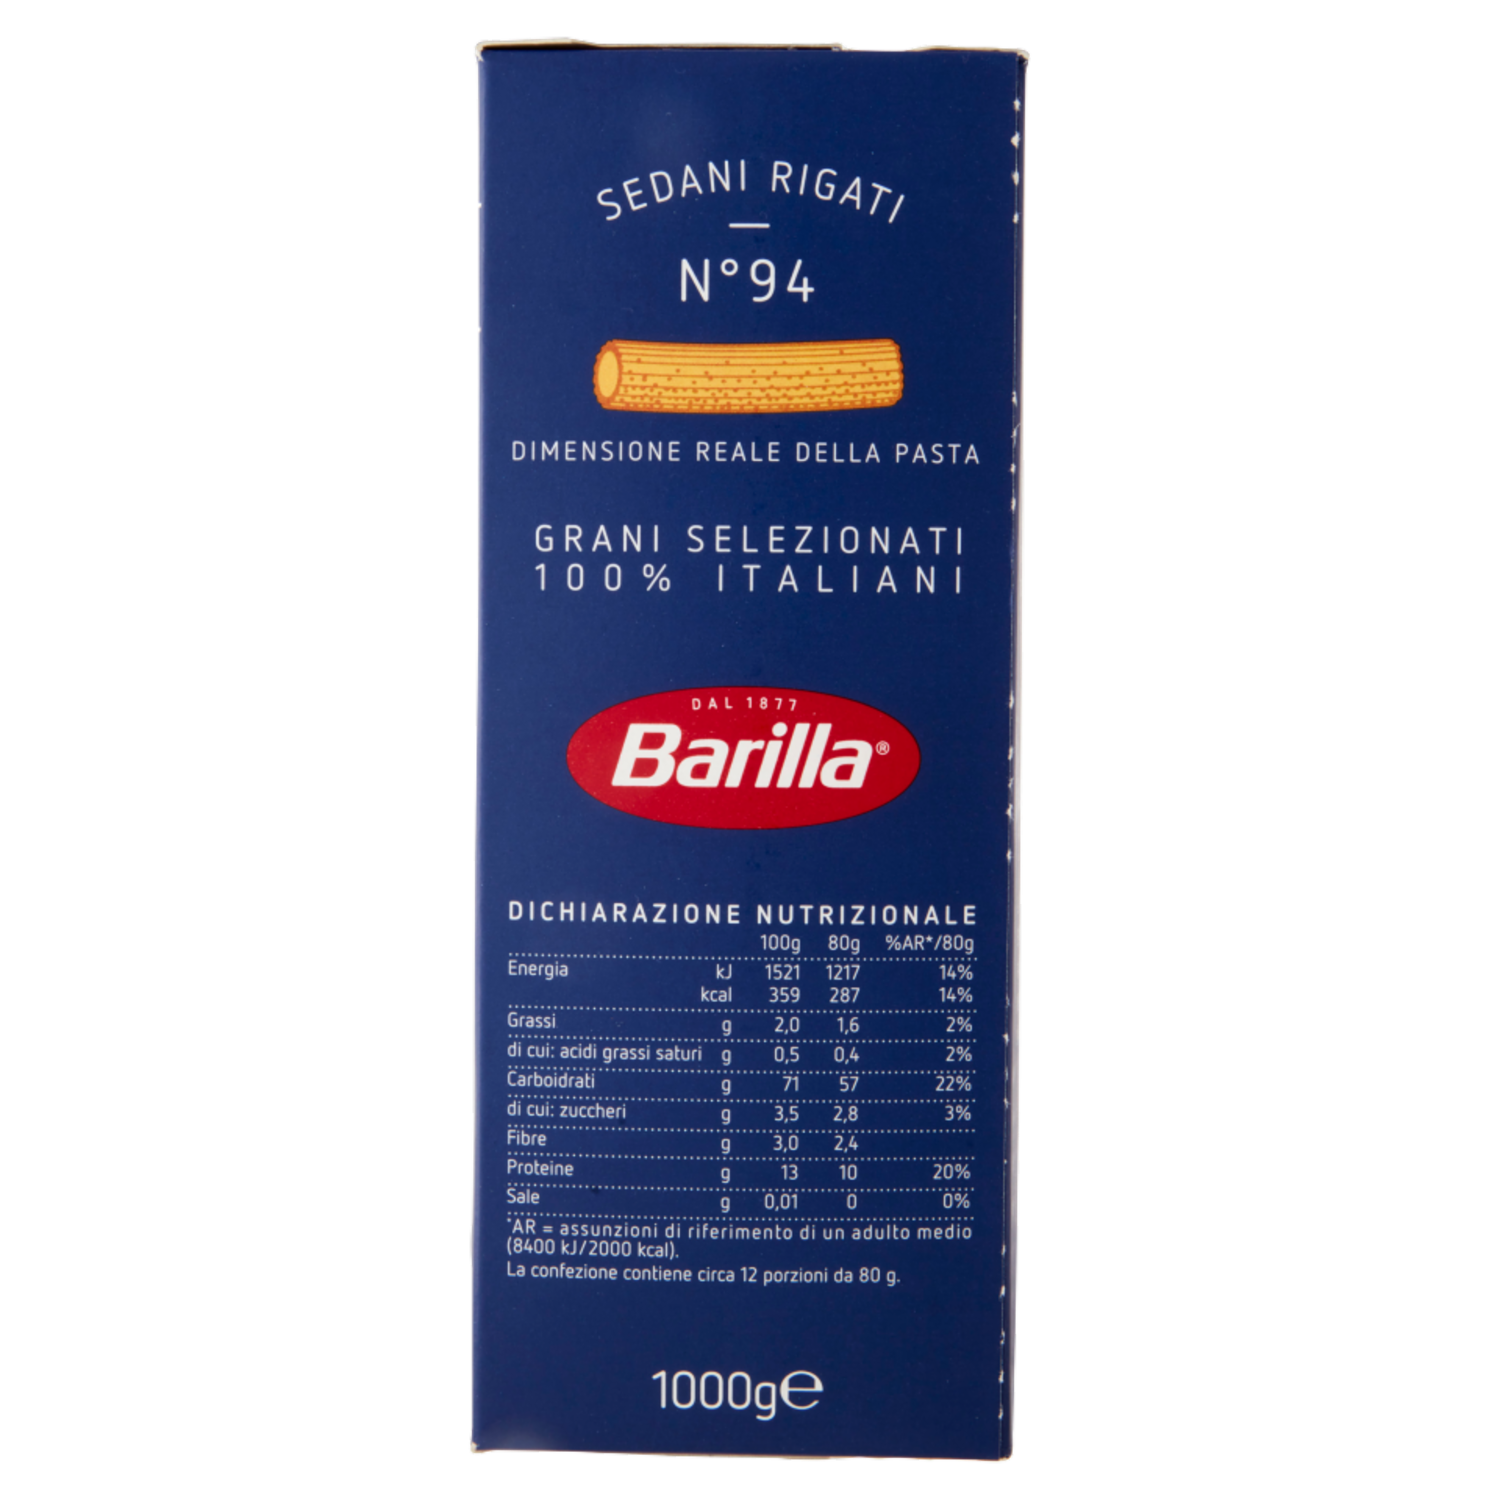 SEDANI RIGATI
N°94
DIMENSIONE REALE DELLA PASTA
GRANI SELEZIONATI
100% ITALIANI
DAL 1877
Barilla®
DICHIARAZIONE NUTRIZIONALE
100g 80g %AR*/80g
Energia kJ 1521 1217 14%
kcal 359 287 14%
Grassi g 2,0 1,6 2%
di cui: acidi grassi saturi g 0,5 0,4 2%
Carboidrati g 71 57 22%
di cui: zuccheri g 3,5 2,8 3%
Fibre g 3,0 2,4
Proteine g 13 10 20%
Sale g 0,01 0 0%
*AR = assunzioni di riferimento di un adulto medio
(8400 kJ/2000 kcal).
La confezione contiene circa 12 porzioni da 80 g.
1000g℮